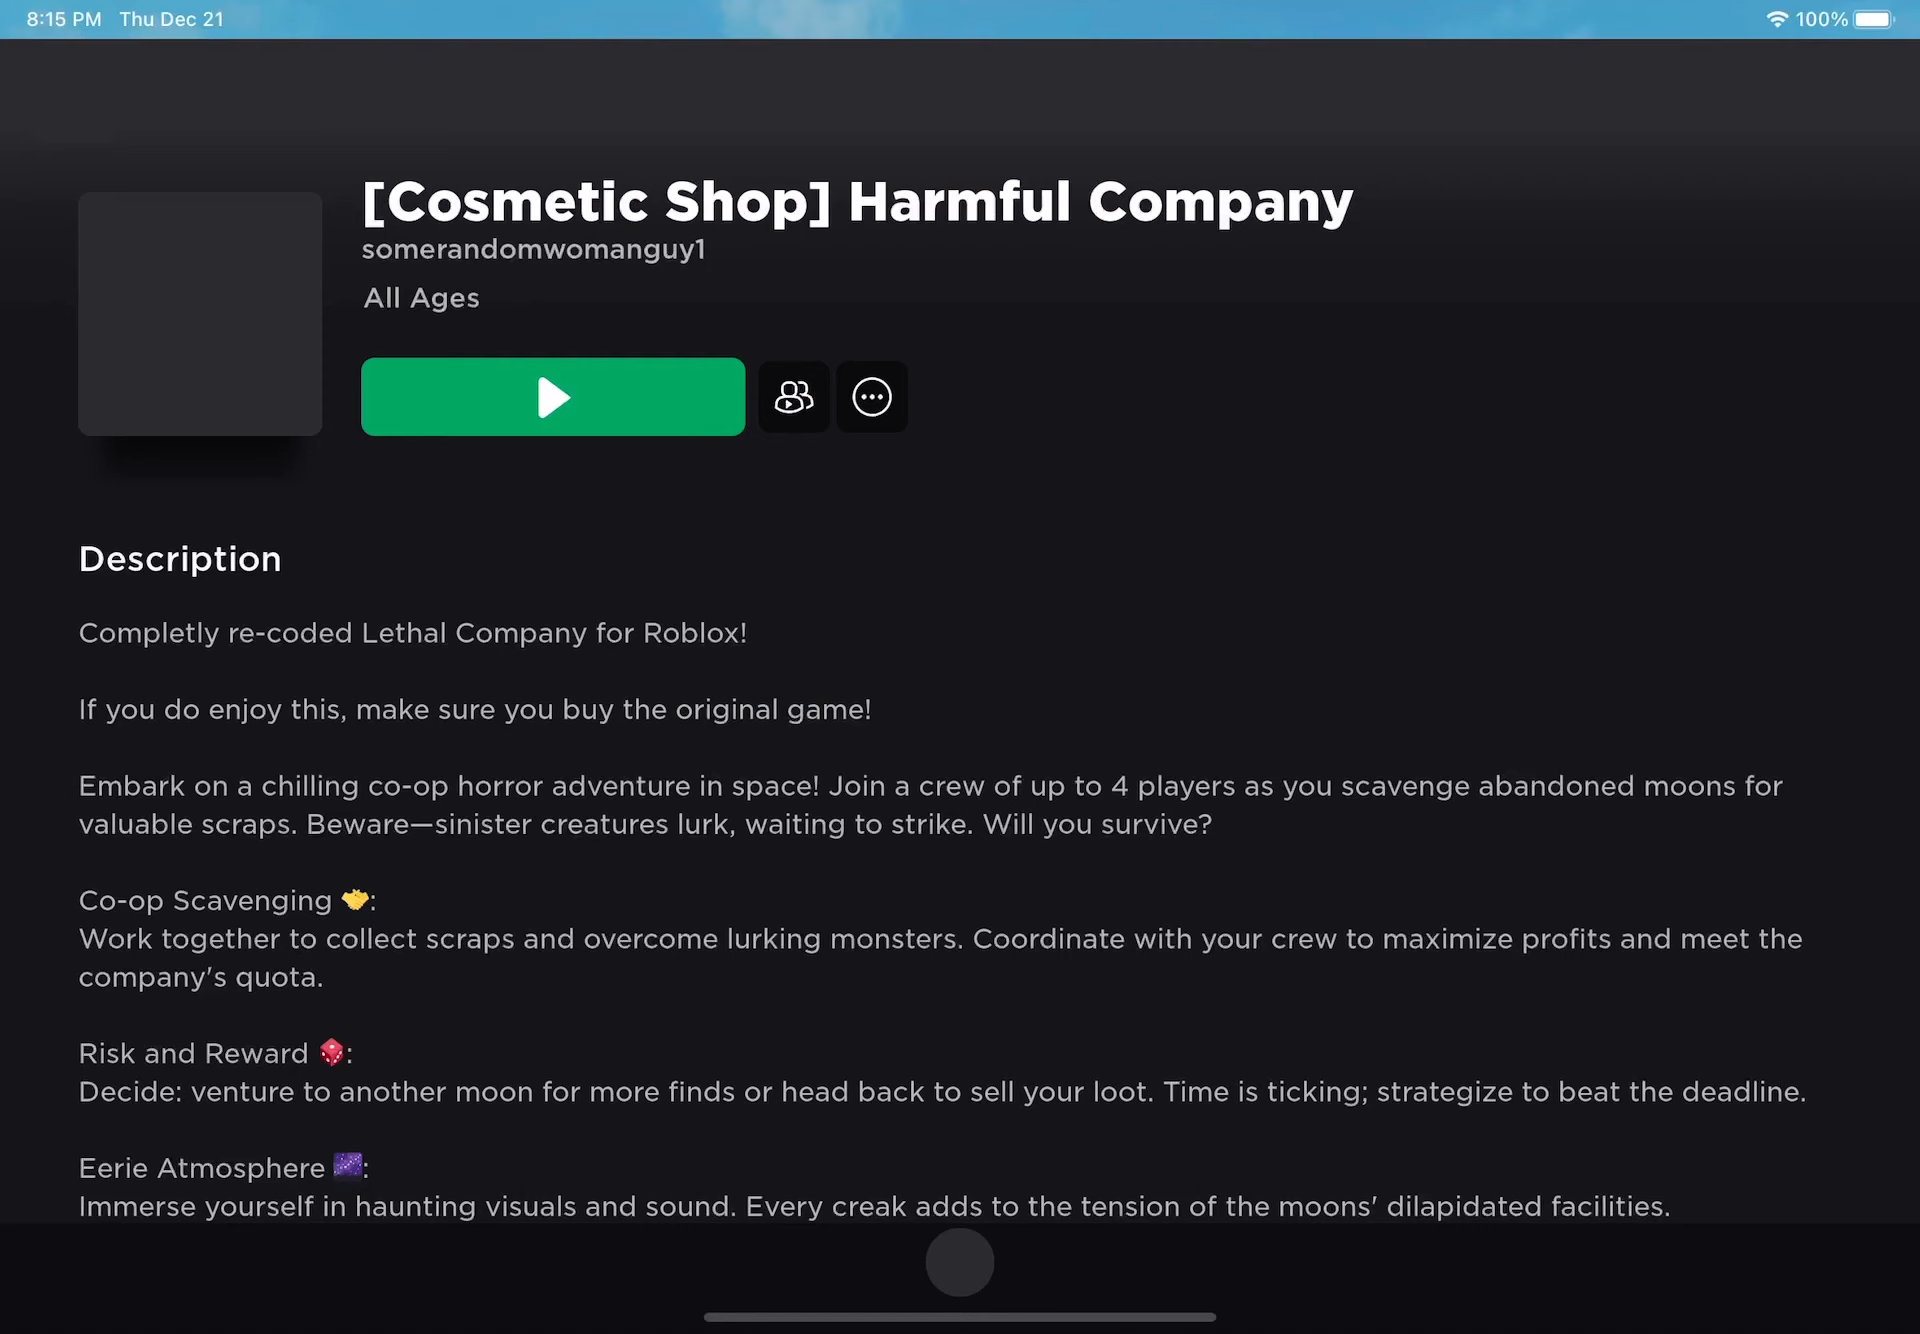 8:15 PM Thu Dec 21
100%
[Cosmetic Shop] Harmful Company
somerandomwomanguy1
All Ages
Description
Completly re-coded Lethal Company for Roblox!
If you do enjoy this, make sure you buy the original game!
Embark on a chilling co-op horror adventure in space! Join a crew of up to 4 players as you scavenge abandoned moons for
valuable scraps. Beware—sinister creatures lurk, waiting to strike. Will you survive?
Co-op Scavenging 🤝:
Work together to collect scraps and overcome lurking monsters. Coordinate with your crew to maximize profits and meet the
company's quota.
Risk and Reward 🎲:
Decide: venture to another moon for more finds or head back to sell your loot. Time is ticking; strategize to beat the deadline.
Eerie Atmosphere 🌌:
Immerse yourself in haunting visuals and sound. Every creak adds to the tension of the moons' dilapidated facilities.